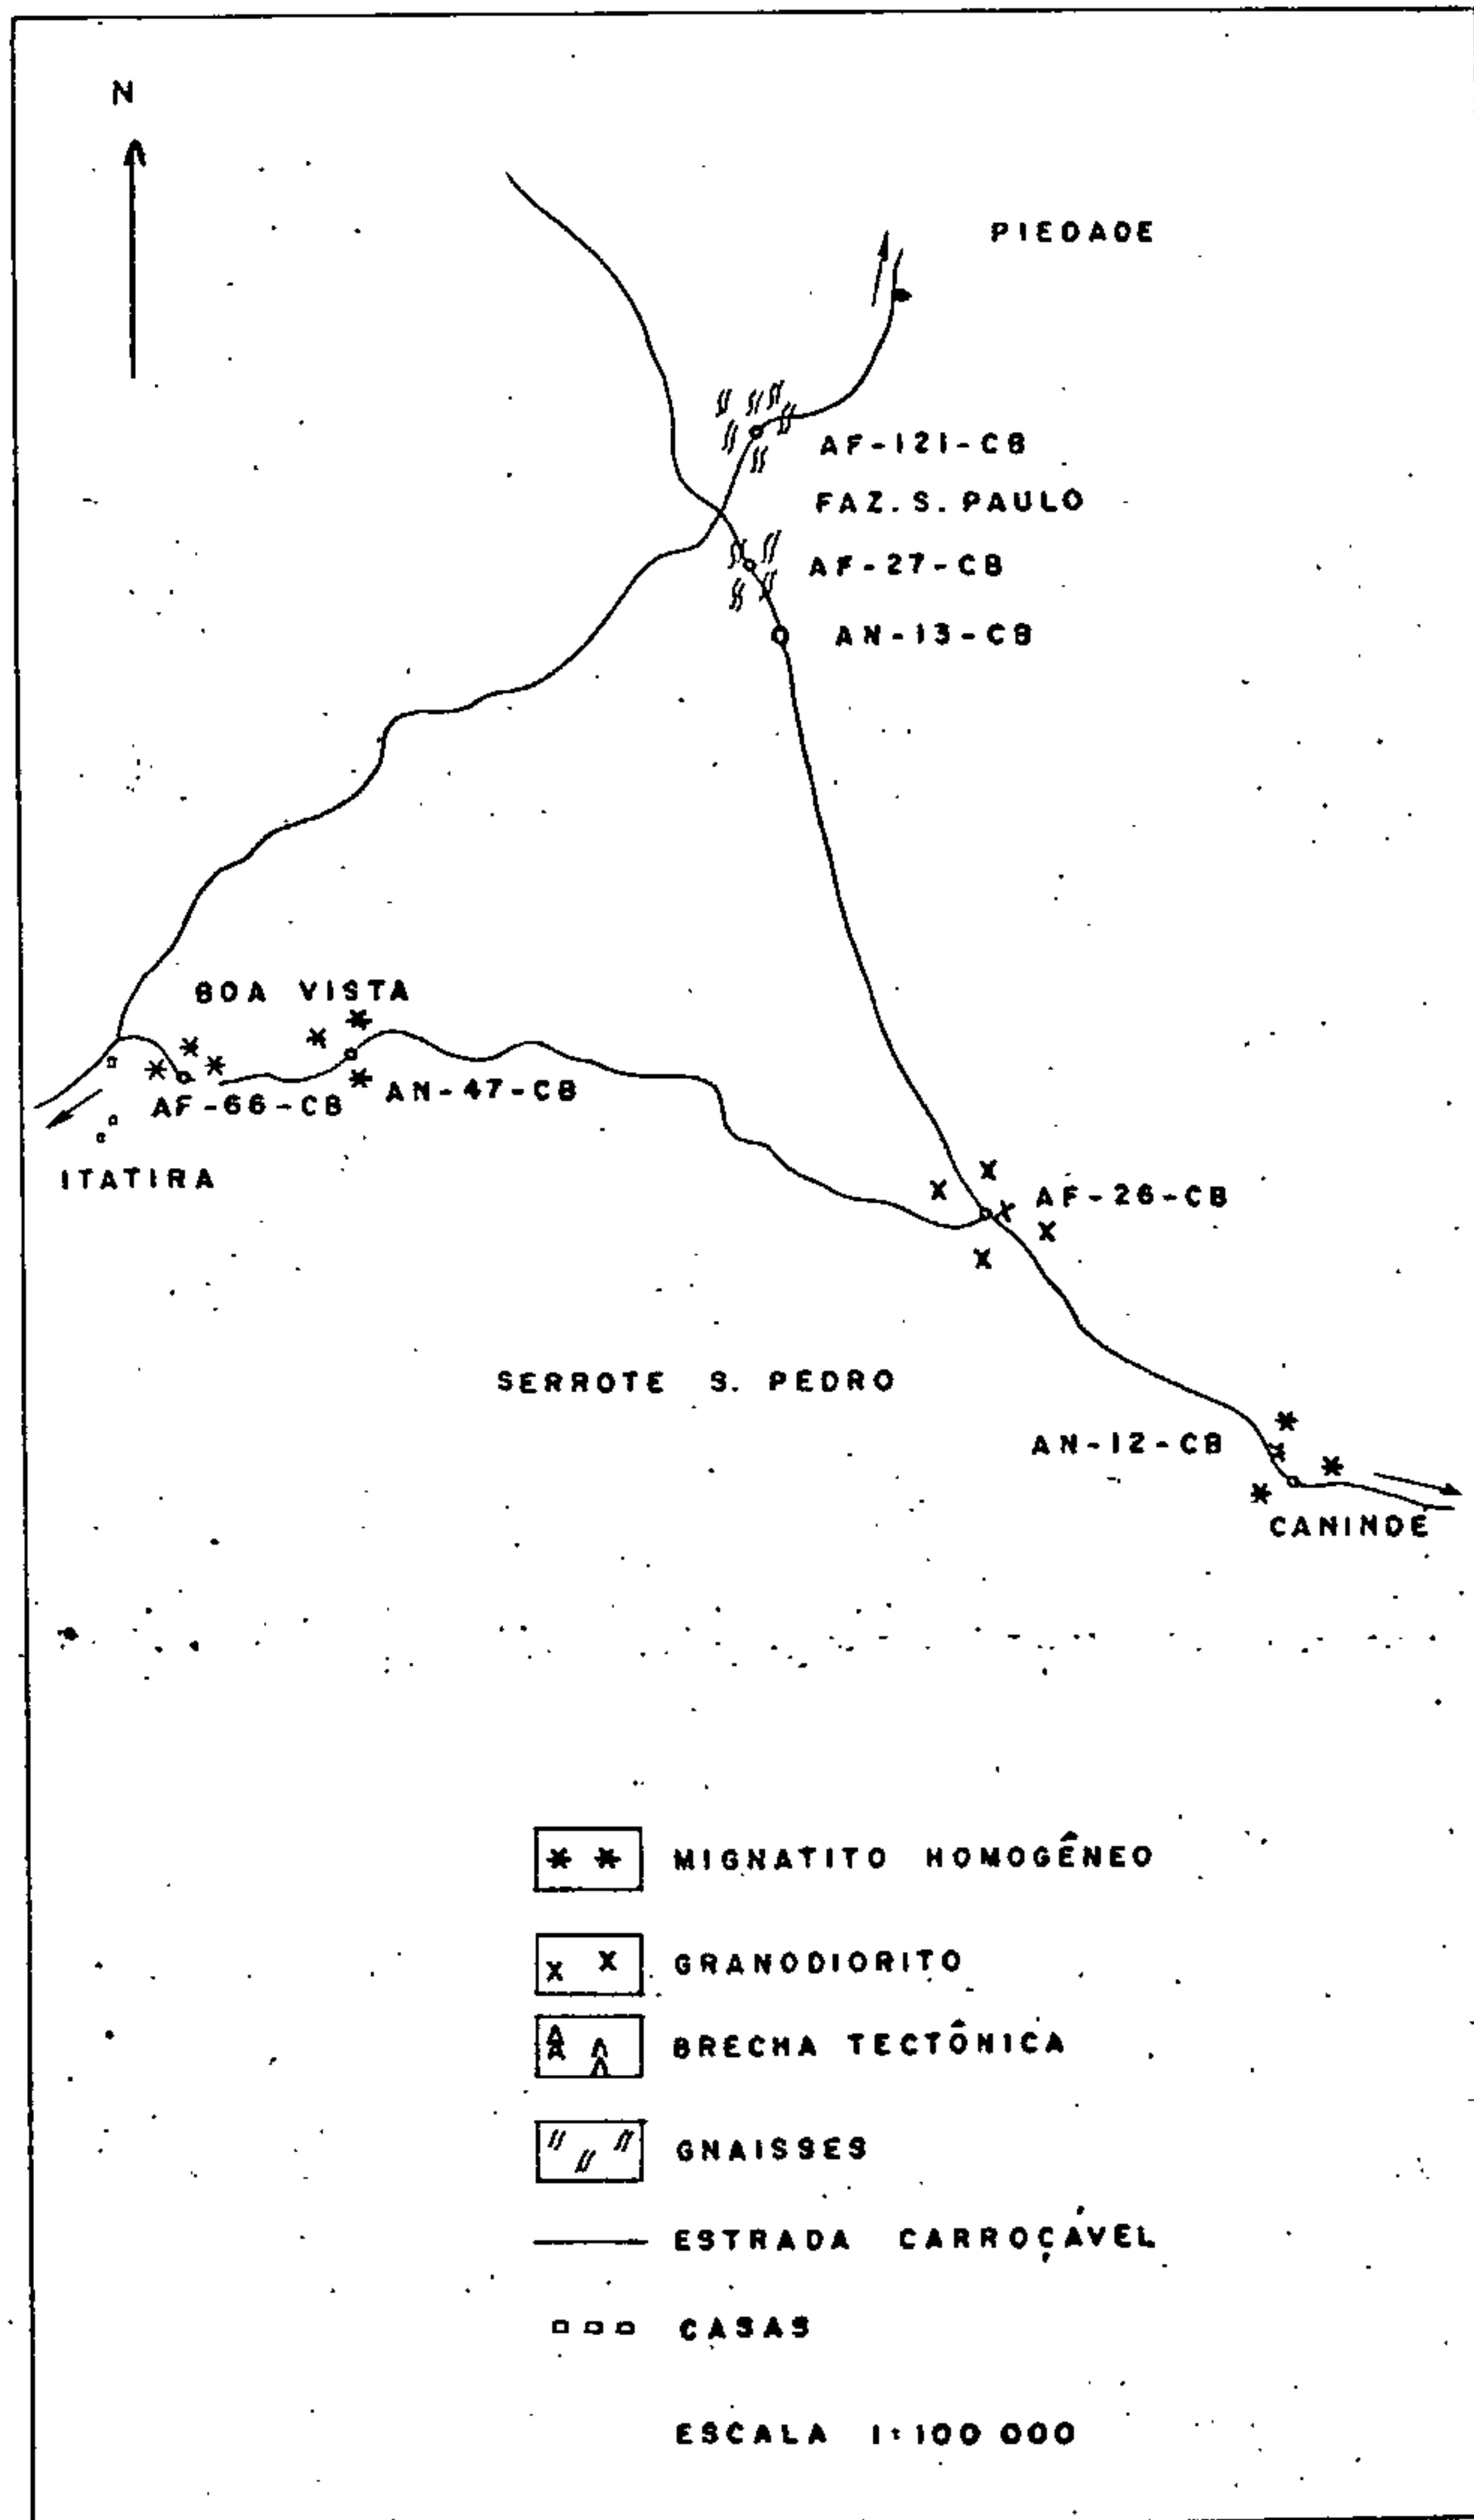 N
PIEDADE
AF-121-CB
FAZ. S. PAULO
AF-27-CB
AN-13-CB
BOA VISTA
AN-47-CB
AF-66-CB
ITATIRA
AF-26-CB
SERROTE S. PEDRO
AN-12-CB
CANINDE
MIGNATITO HOMOGÊNEO
GRANODIORITO
BRECHA TECTÔNICA
GNAISSES
ESTRADA CARROÇÁVEL
CASAS
ESCALA 1:100 000